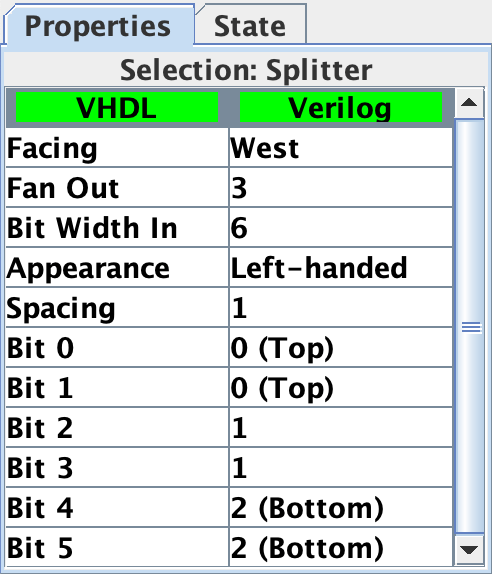 Properties State
Selection: Splitter
VHDL Verilog
Facing West
Fan Out 3
Bit Width In 6
Appearance Left-handed
Spacing 1
Bit 0 0 (Top)
Bit 1 0 (Top)
Bit 2 1
Bit 3 1
Bit 4 2 (Bottom)
Bit 5 2 (Bottom)